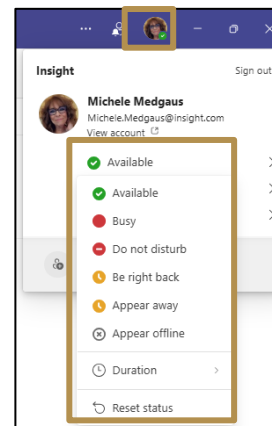 Insight
Sign out
Michele Medgaus
Michele.Medgaus@insight.com
View account
Available
Available
Busy
Do not disturb
Be right back
Appear away
Appear offline
Duration
Reset status